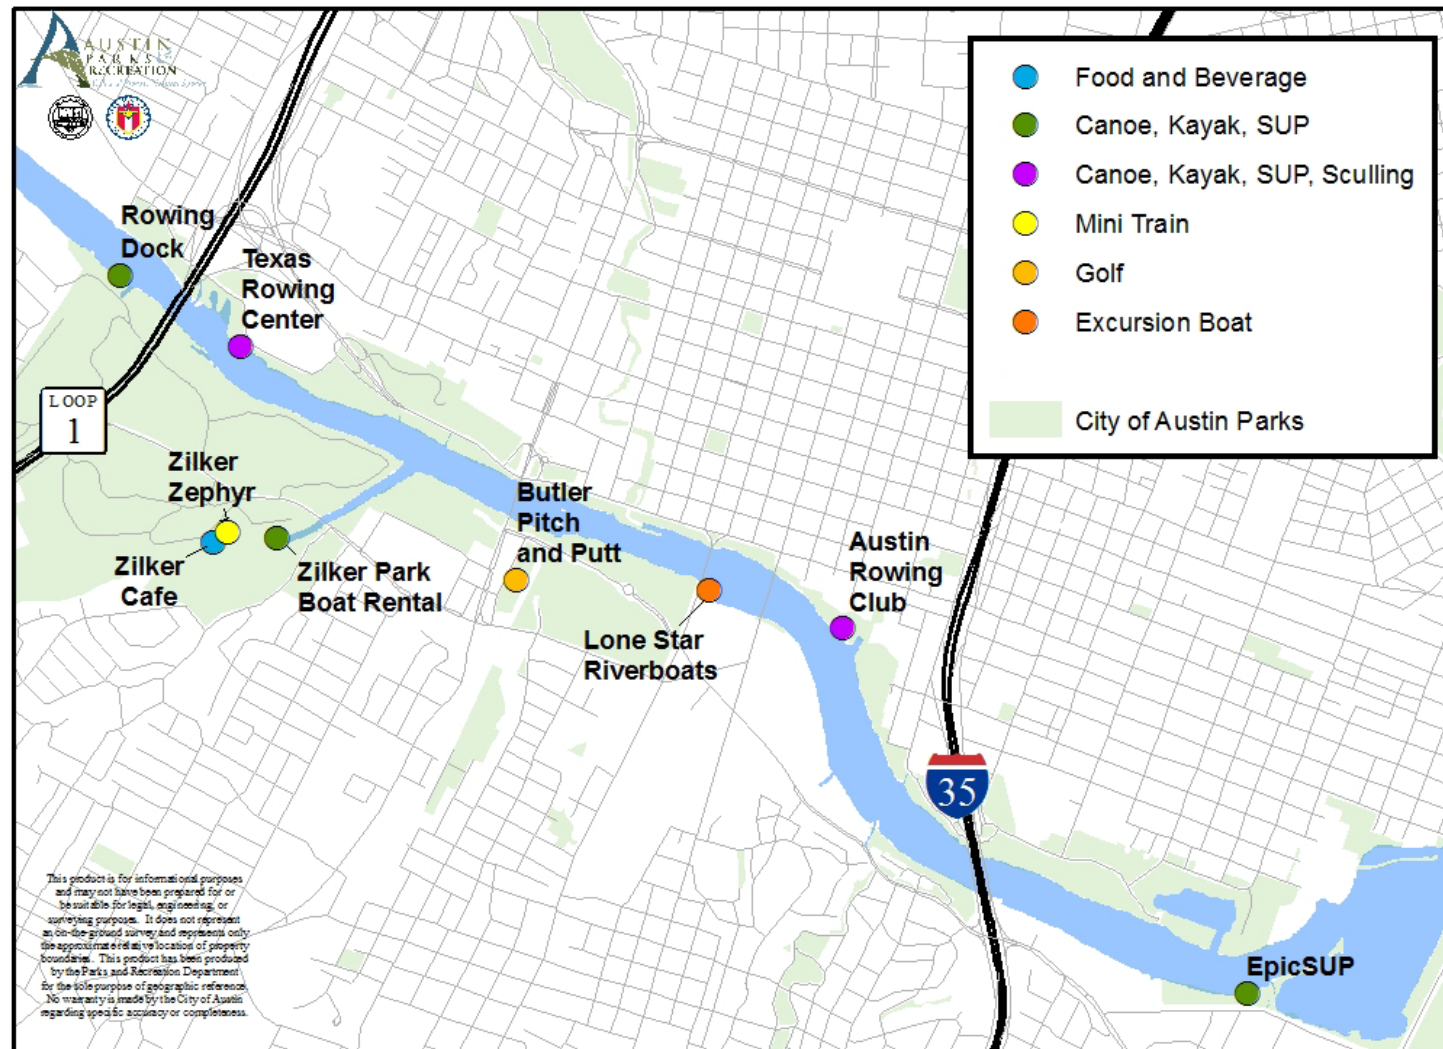 AUSTIN
PARKS
RECREATION
Food and Beverage
Canoe, Kayak, SUP
Canoe, Kayak, SUP, Sculling
Mini Train
Golf
Excursion Boat
City of Austin Parks
Rowing
Dock
Texas
Rowing
Center
LOOP
1
Zilker
Zephyr
Zilker
Cafe
Zilker Park
Boat Rental
Butler
Pitch
and Putt
Lone Star
Riverboats
Austin
Rowing
Club
35
EpicSUP
This product is for informational purposes
and may not have been prepared for or
be suitable for legal, engineering, or
surveying purposes. It does not represent
an on-the-ground survey and represents only
the approximate relative location of property
boundaries. This product has been produced
by the Parks and Recreation Department
for the sole purpose of geographic reference.
No warranty is made by the City of Austin
regarding specific accuracy or completeness.